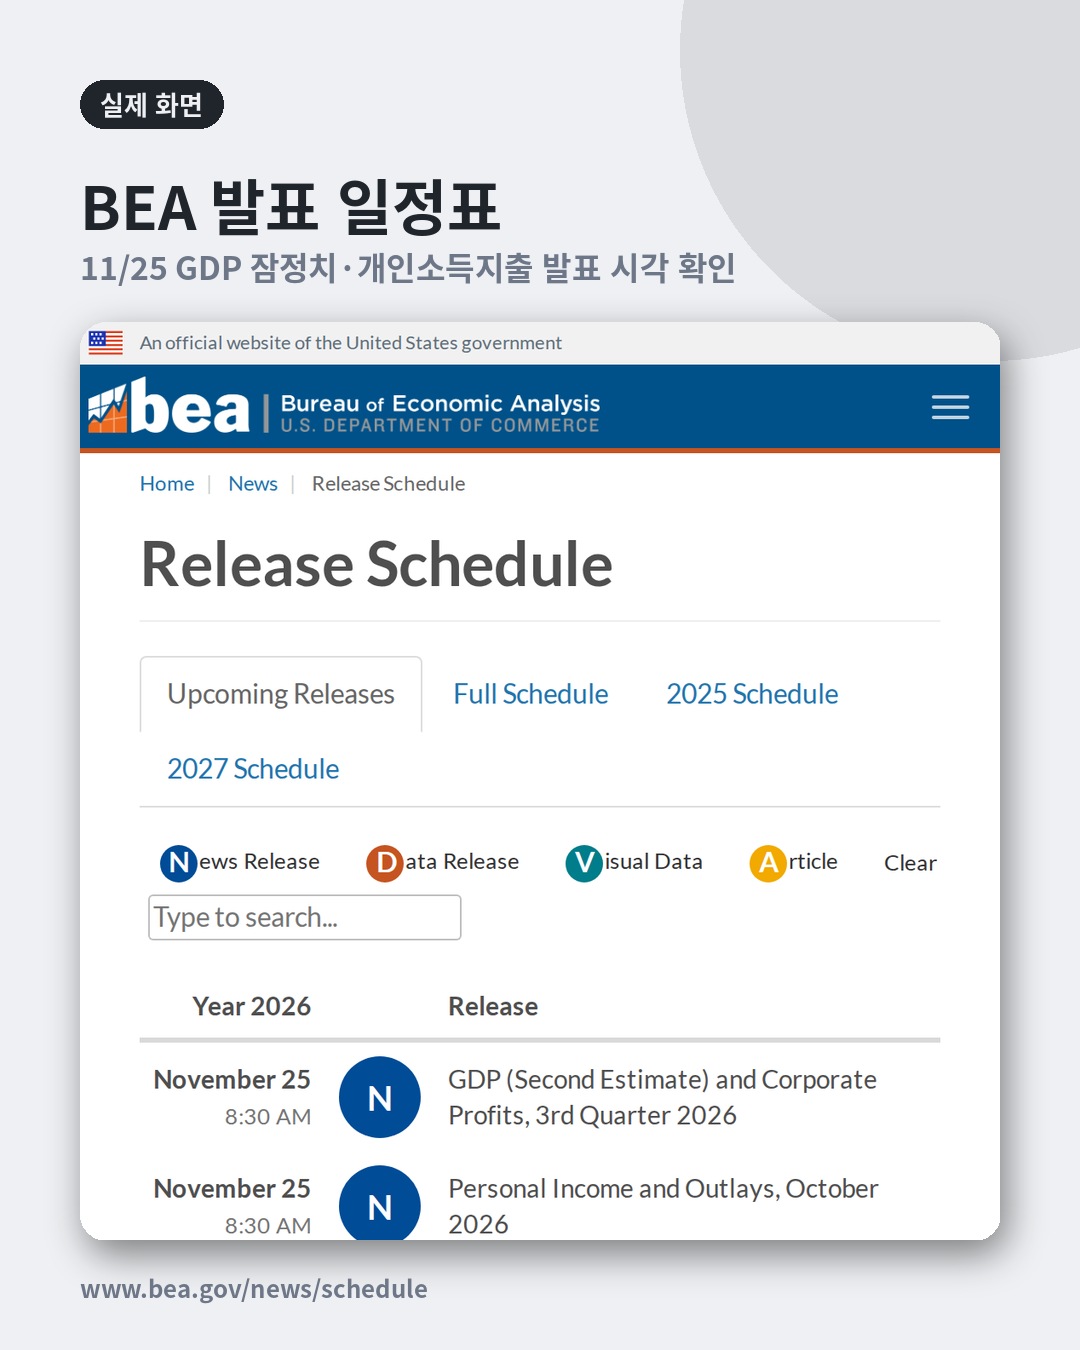 실제 화면
BEA 발표 일정표
11/25 GDP 잠정치·개인소득지출 발표 시각 확인
An official website of the United States government
bea | Bureau of Economic Analysis
U.S. DEPARTMENT OF COMMERCE
Home | News | Release Schedule
Release Schedule
Upcoming Releases Full Schedule 2025 Schedule
2027 Schedule
News Release Data Release Visual Data Article Clear
Type to search...
Year 2026 Release
November 25 N GDP (Second Estimate) and Corporate
8:30 AM Profits, 3rd Quarter 2026
November 25 N Personal Income and Outlays, October
8:30 AM 2026
www.bea.gov/news/schedule